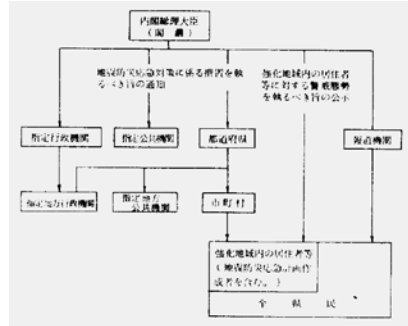 内閣総理大臣
(閣議)
地震防災応急対策に係る措置を執
るべき旨の通知
強化地域内の居住者
等に対する警戒態勢
を執るべき旨の公示
指定行政機関
指定公共機関
都道府県
報道機関
指定地方行政機関
指定地方
公共機関
市町村
強化地域内の居住者等
(地震防災応急計画作
成者を含む。)
全県民